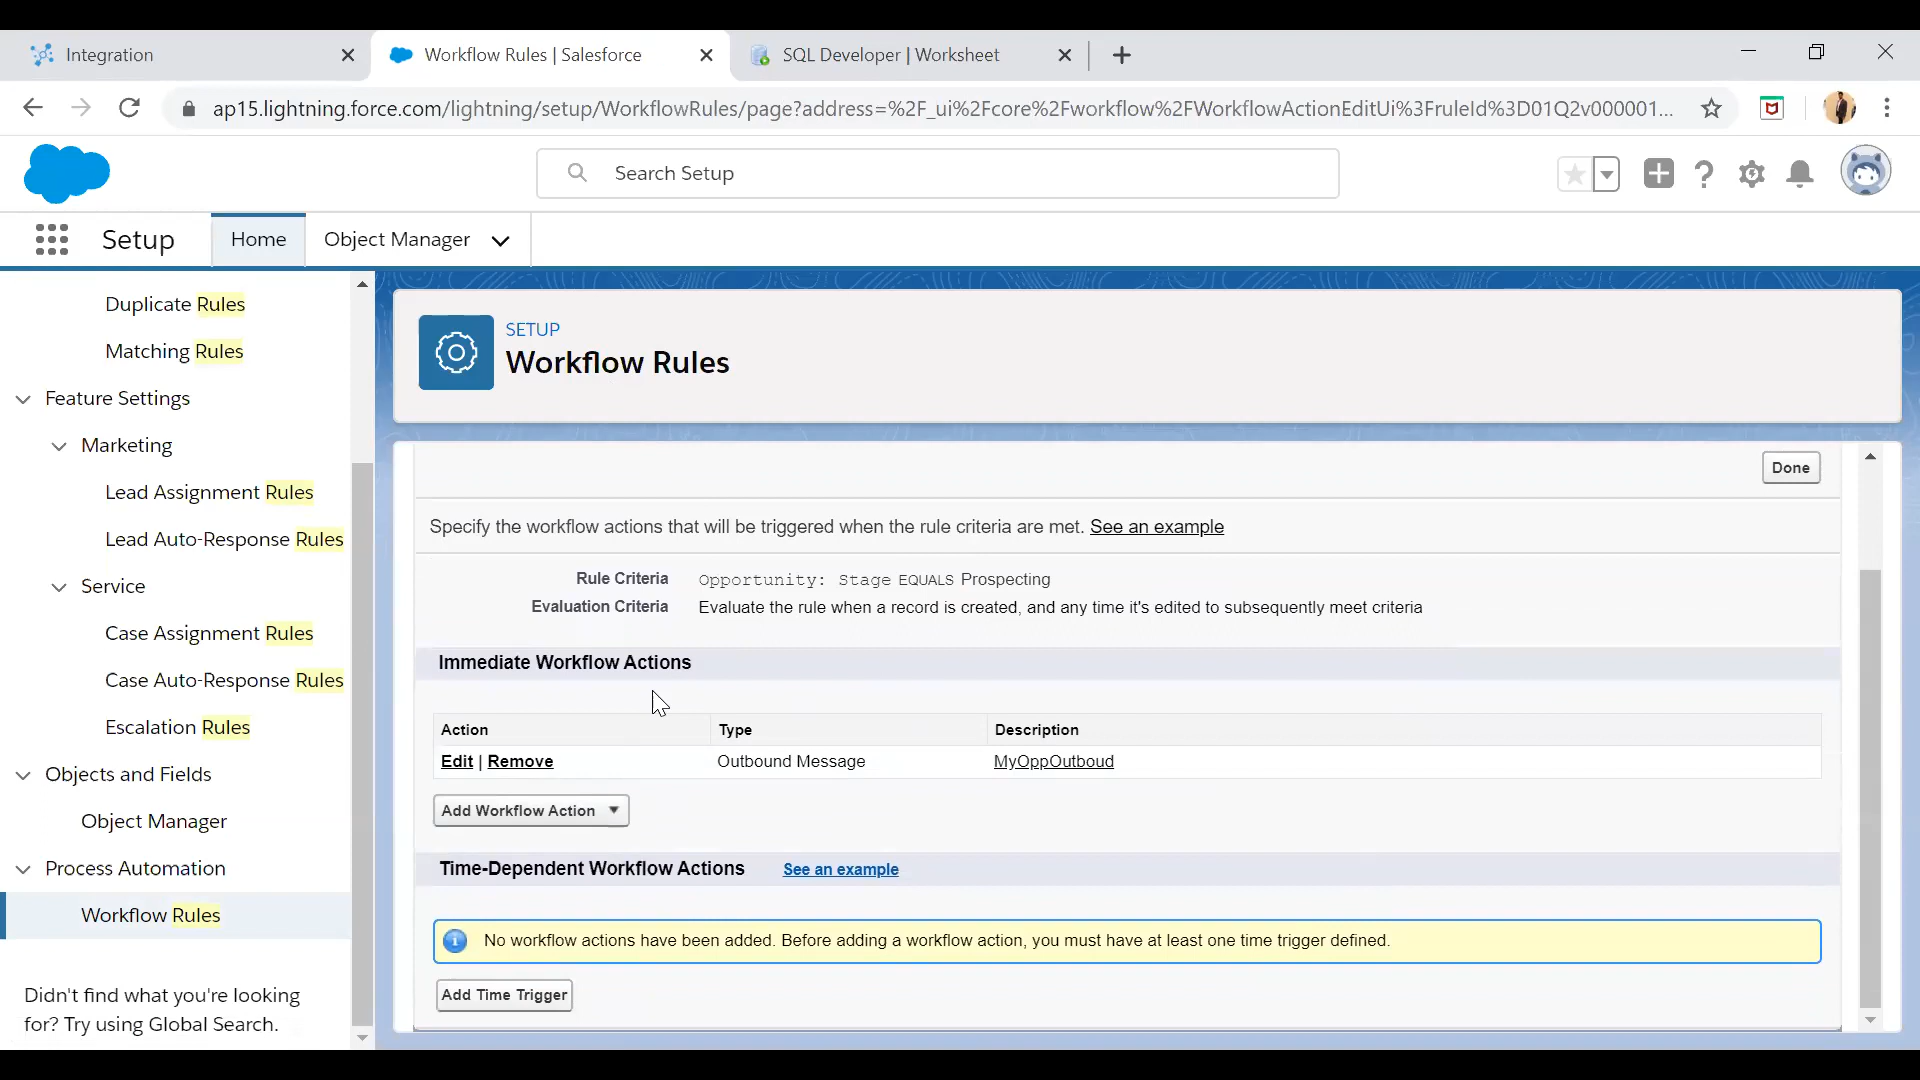 Integration
Workflow Rules | Salesforce
SQL Developer | Worksheet
ap15.lightning.force.com/lightning/setup/WorkflowRules/page?address=%2F_ui%2Fcore%2Fworkflow%2FWorkflowActionEditUi%3FruleId%3D01Q2v000001...
Search Setup
Setup
Home
Object Manager
Duplicate Rules
Matching Rules
Feature Settings
Marketing
Lead Assignment Rules
Lead Auto-Response Rules
Service
Case Assignment Rules
Case Auto-Response Rules
Escalation Rules
Objects and Fields
Object Manager
Process Automation
Workflow Rules
Didn't find what you're looking
for? Try using Global Search.
SETUP
Workflow Rules
Done
Specify the workflow actions that will be triggered when the rule criteria are met. See an example
Rule Criteria Opportunity: Stage EQUALS Prospecting
Evaluation Criteria Evaluate the rule when a record is created, and any time it's edited to subsequently meet criteria
Immediate Workflow Actions
Action Type Description
Edit | Remove Outbound Message MyOppOutboud
Add Workflow Action
Time-Dependent Workflow Actions See an example
No workflow actions have been added. Before adding a workflow action, you must have at least one time trigger defined.
Add Time Trigger